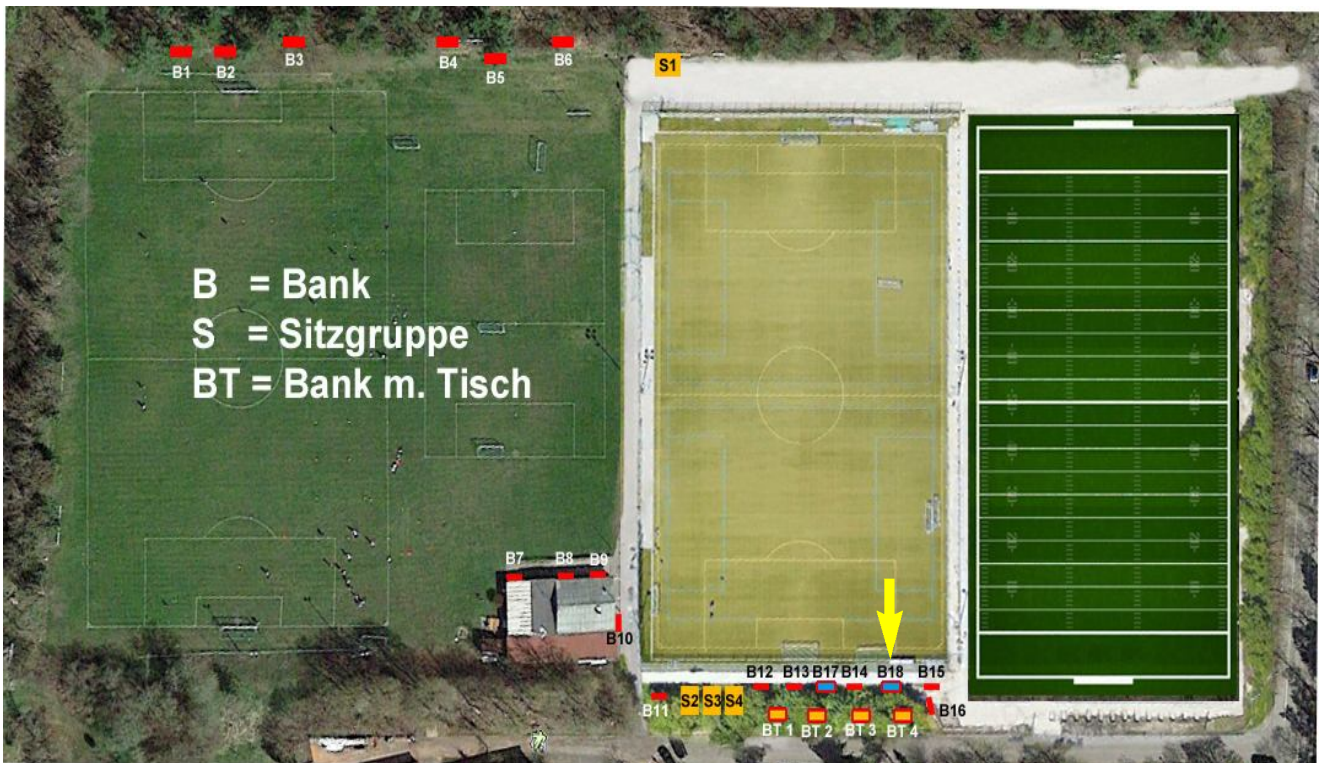 B1 B2 B3 B4 B5 B6 S1
B = Bank
S = Sitzgruppe
BT = Bank m. Tisch
B7 B8 B9
B10
B12 B13 B17 B14 B18 B15
B11 S2 S3 S4 B16
BT 1 BT 2 BT 3 BT 4